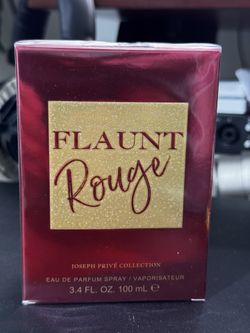 FLAUNT
Rouge
JOSEPH PRIVÉ COLLECTION
EAU DE PARFUM SPRAY / VAPORISATEUR
3.4 FL. OZ. 100 mL ℮